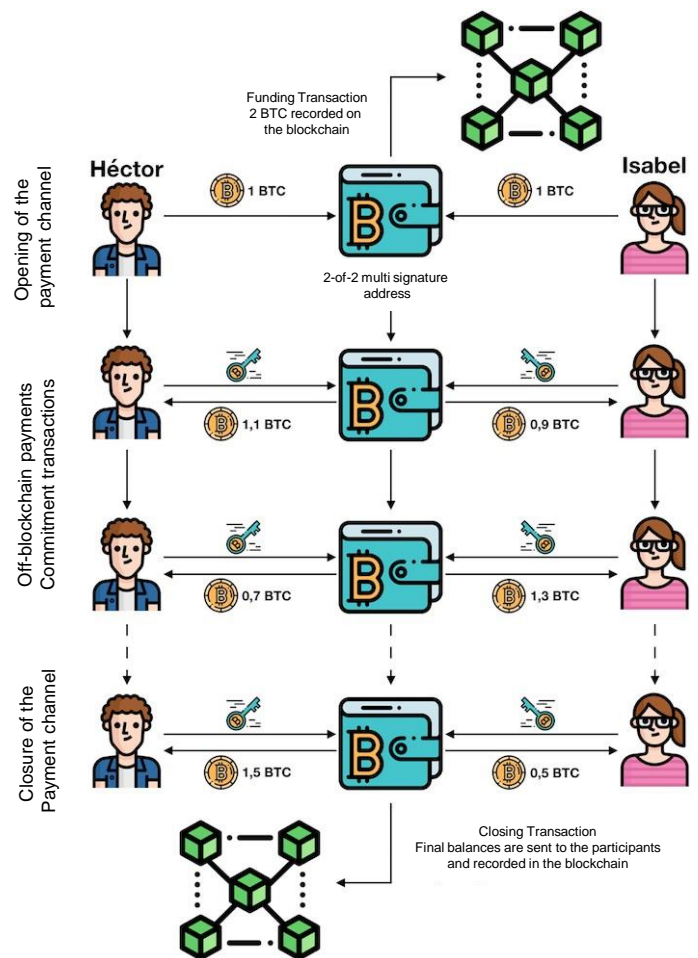 Funding Transaction
2 BTC recorded on
the blockchain
Héctor
Isabel
Opening of the
payment channel
1 BTC
1 BTC
2-of-2 multi signature
address
Off-blockchain payments
Commitment transactions
1,1 BTC
0,9 BTC
0,7 BTC
1,3 BTC
Closure of the
Payment channel
1,5 BTC
0,5 BTC
Closing Transaction
Final balances are sent to the participants
and recorded in the blockchain